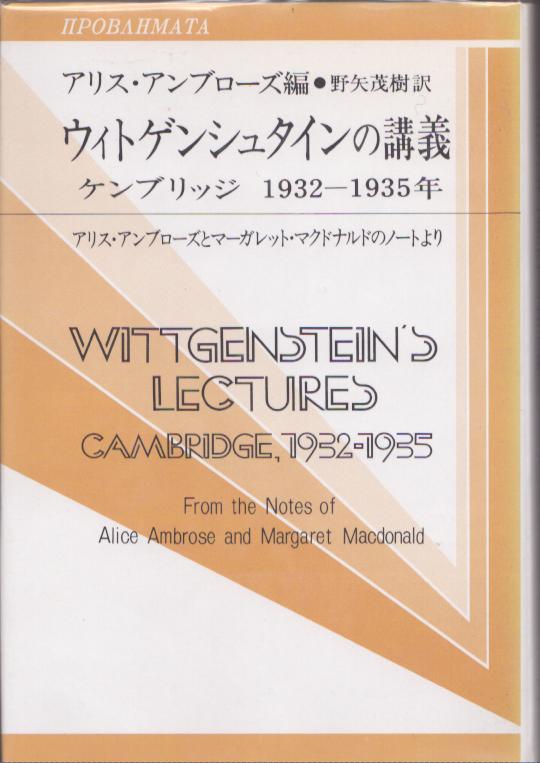 ΠΡΟΒΛΗΜΑΤΑ
アリス・アンブローズ編●野矢茂樹訳
ウィトゲンシュタインの講義
ケンブリッジ 1932―1935年
アリス・アンブローズとマーガレット・マクドナルドのノートより
WITTGENSTEIN'S
LECTURES
CAMBRIDGE, 1932-1935
From the Notes of
Alice Ambrose and Margaret Macdonald